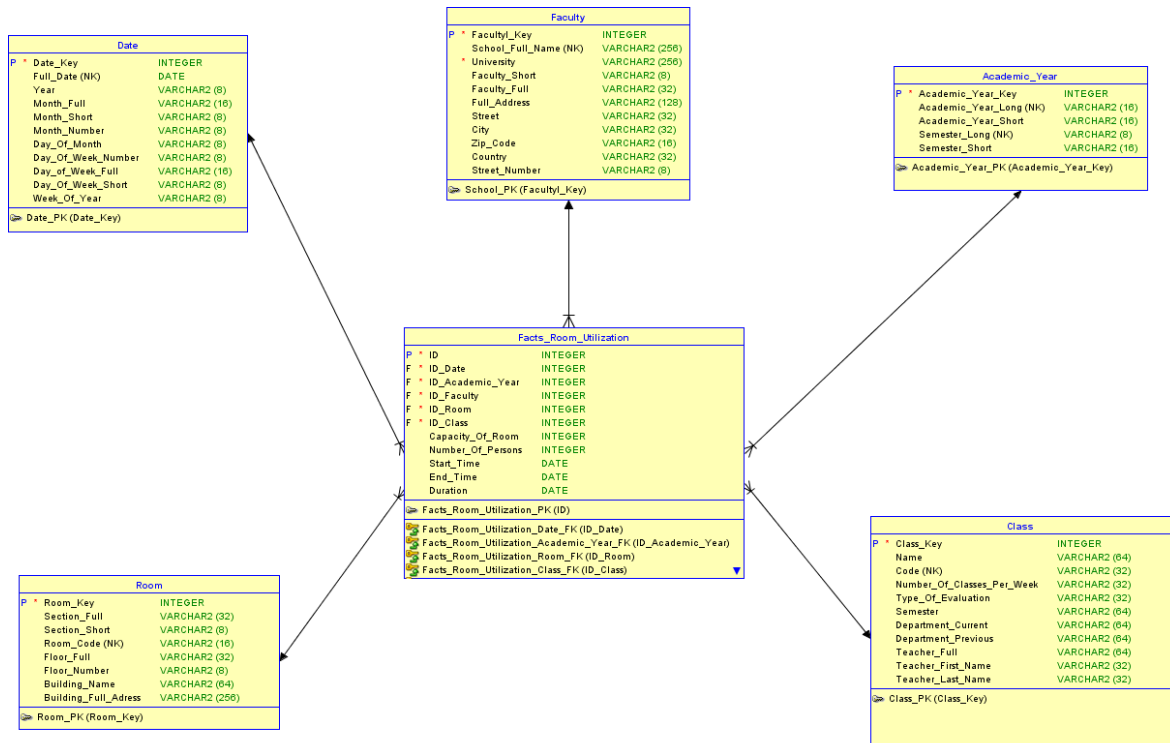 Date
P * Date_Key INTEGER
Full_Date (NK) DATE
Year VARCHAR2 (8)
Month_Full VARCHAR2 (16)
Month_Short VARCHAR2 (8)
Month_Number VARCHAR2 (8)
Day_Of_Month VARCHAR2 (8)
Day_Of_Week_Number VARCHAR2 (8)
Day_of_Week_Full VARCHAR2 (16)
Day_Of_Week_Short VARCHAR2 (8)
Week_Of_Year VARCHAR2 (8)
Date_PK (Date_Key)
Faculty
P * Facultyl_Key INTEGER
School_Full_Name (NK) VARCHAR2 (256)
* University VARCHAR2 (256)
Faculty_Short VARCHAR2 (8)
Faculty_Full VARCHAR2 (32)
Full_Address VARCHAR2 (128)
Street VARCHAR2 (32)
City VARCHAR2 (32)
Zip_Code VARCHAR2 (16)
Country VARCHAR2 (32)
Street_Number VARCHAR2 (8)
School_PK (Facultyl_Key)
Academic_Year
P * Academic_Year_Key INTEGER
Academic_Year_Long (NK) VARCHAR2 (16)
Academic_Year_Short VARCHAR2 (16)
Semester_Long (NK) VARCHAR2 (8)
Semester_Short VARCHAR2 (16)
Academic_Year_PK (Academic_Year_Key)
Facts_Room_Utilization
P * ID INTEGER
F * ID_Date INTEGER
F * ID_Academic_Year INTEGER
F * ID_Faculty INTEGER
F * ID_Room INTEGER
F * ID_Class INTEGER
Capacity_Of_Room INTEGER
Number_Of_Persons INTEGER
Start_Time DATE
End_Time DATE
Duration DATE
Facts_Room_Utilization_PK (ID)
Facts_Room_Utilization_Date_FK (ID_Date)
Facts_Room_Utilization_Academic_Year_FK (ID_Academic_Year)
Facts_Room_Utilization_Room_FK (ID_Room)
Facts_Room_Utilization_Class_FK (ID_Class)
Room
P * Room_Key INTEGER
Section_Full VARCHAR2 (32)
Section_Short VARCHAR2 (8)
Room_Code (NK) VARCHAR2 (16)
Floor_Full VARCHAR2 (32)
Floor_Number VARCHAR2 (8)
Building_Name VARCHAR2 (64)
Building_Full_Adress VARCHAR2 (256)
Room_PK (Room_Key)
Class
P * Class_Key INTEGER
Name VARCHAR2 (64)
Code (NK) VARCHAR2 (32)
Number_Of_Classes_Per_Week VARCHAR2 (32)
Type_Of_Evaluation VARCHAR2 (32)
Semester VARCHAR2 (64)
Department_Current VARCHAR2 (64)
Department_Previous VARCHAR2 (64)
Teacher_Full VARCHAR2 (64)
Teacher_First_Name VARCHAR2 (32)
Teacher_Last_Name VARCHAR2 (32)
Class_PK (Class_Key)